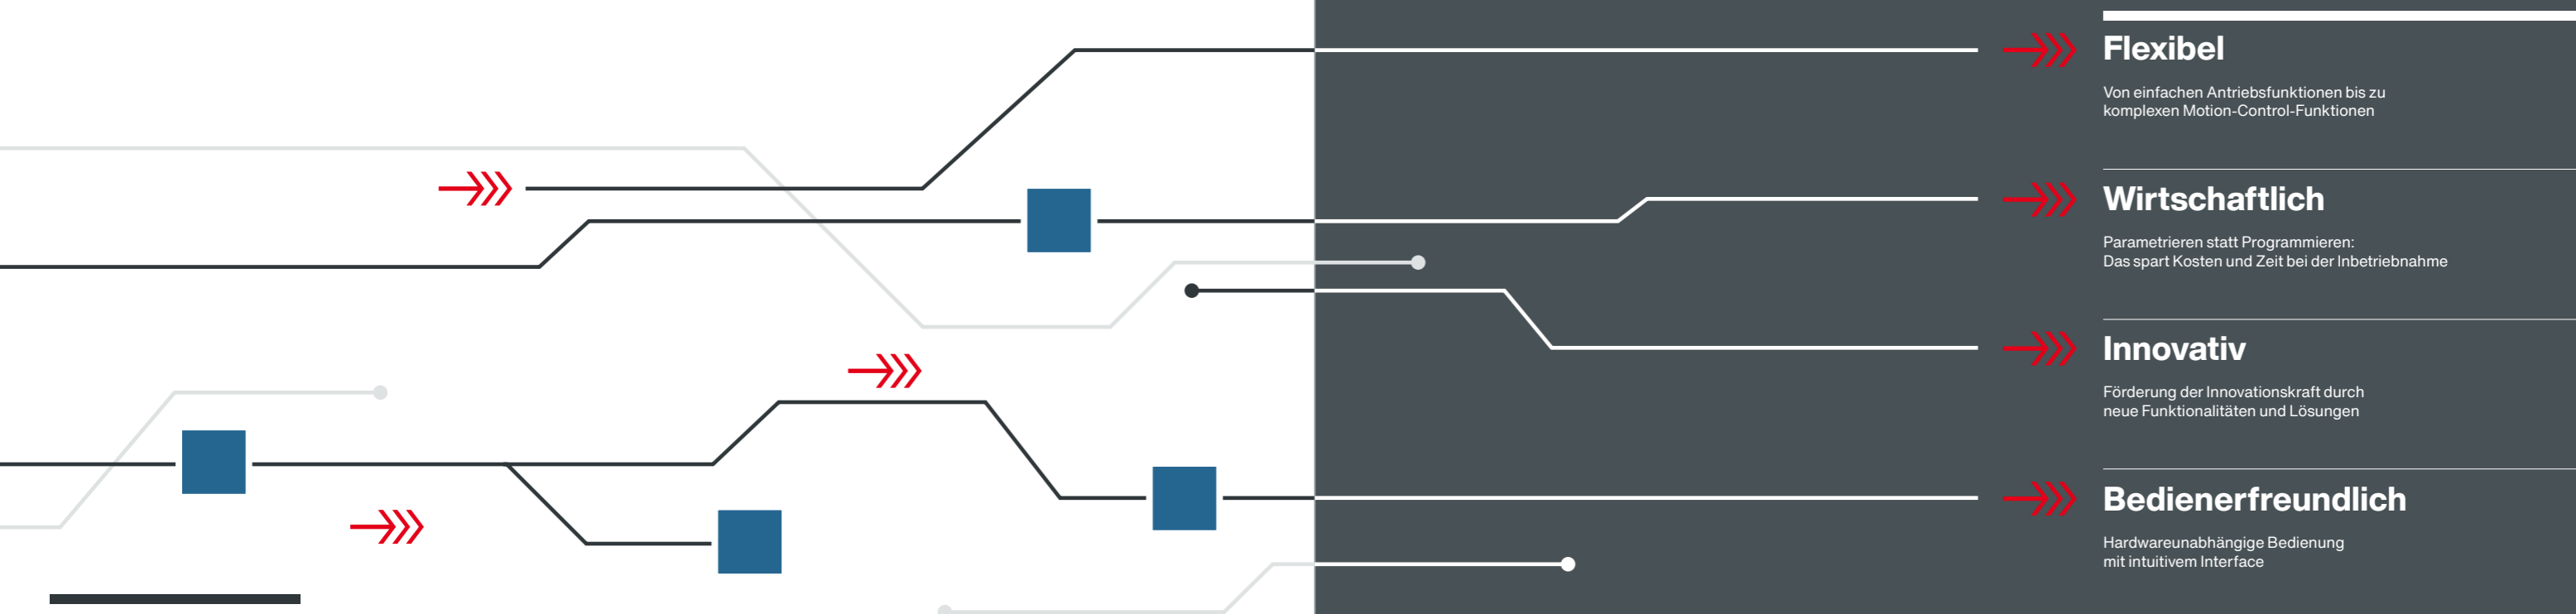 Flexibel
Von einfachen Antriebsfunktionen bis zu
komplexen Motion-Control-Funktionen
Wirtschaftlich
Parametrieren statt Programmieren:
Das spart Kosten und Zeit bei der Inbetriebnahme
Innovativ
Förderung der Innovationskraft durch
neue Funktionalitäten und Lösungen
Bedienerfreundlich
Hardwareunabhängige Bedienung
mit intuitivem Interface